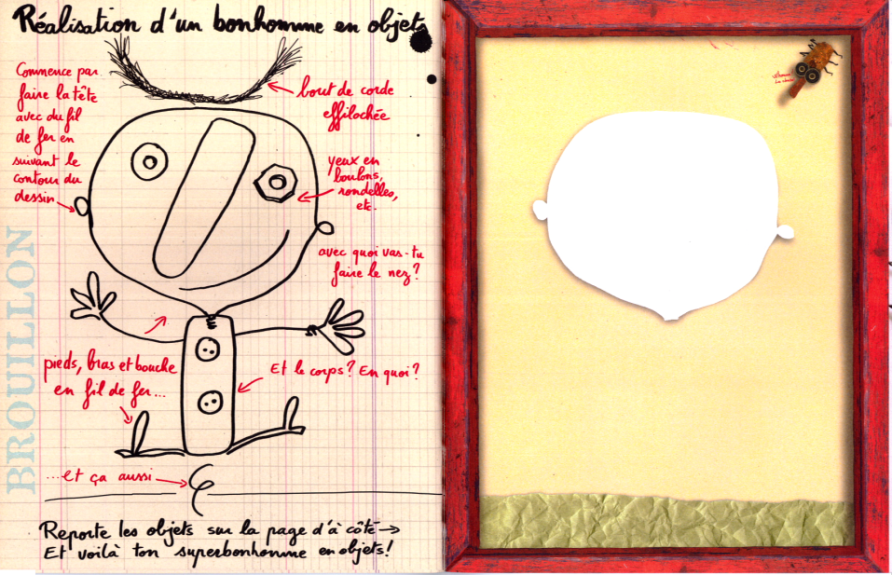 Réalisation d'un bonhomme en objets
Commence par
faire la tête
avec du fil
de fer en
suivant le
contour du
dessin
bout de corde
effilochée
yeux en
boulons,
rondelles,
etc.
avec quoi vas-tu
faire le nez?
pieds, bras et bouche
en fil de fer...
Et le corps? En quoi?
...et ça aussi
BROUILLON
Reporte les objets sur la page d'à côté →
Et voilà ton superbonhomme en objets!